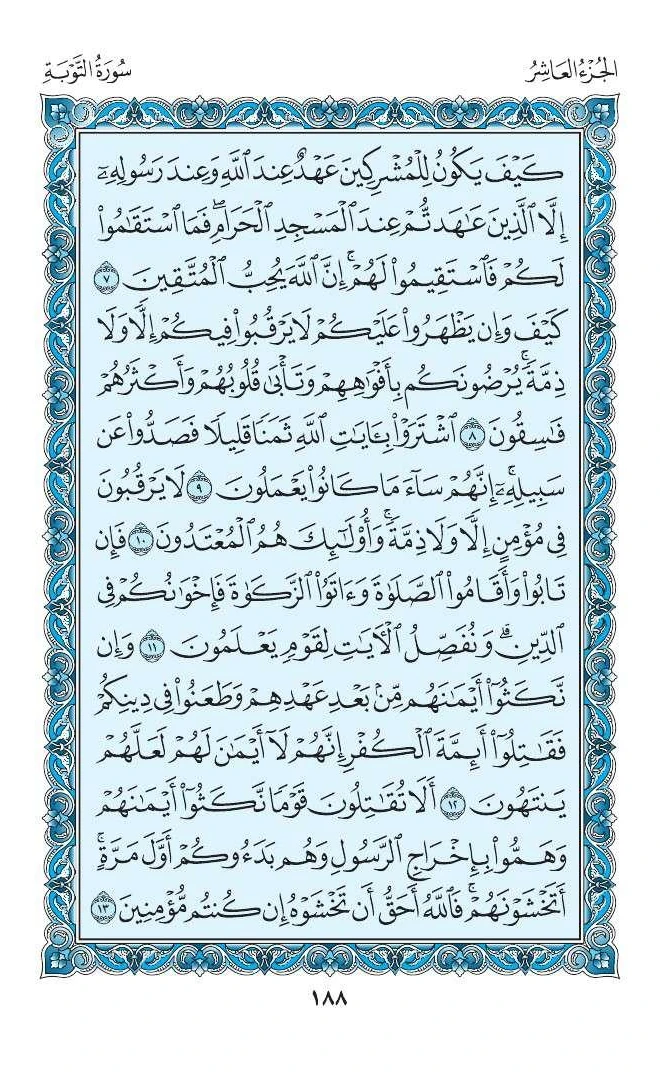 الجُزْءُ العَاشِرُ
سُورَةُ التَّوْبَةِ
كَيْفَ يَكُونُ لِلْمُشْرِكِينَ عَهْدٌ عِندَ ٱللَّهِ وَعِندَ رَسُولِهِۦٓ
إِلَّا ٱلَّذِينَ عَٰهَدتُّمْ عِندَ ٱلْمَسْجِدِ ٱلْحَرَامِۖ فَمَا ٱسْتَقَٰمُوا۟
لَكُمْ فَٱسْتَقِيمُوا۟ لَهُمْۚ إِنَّ ٱللَّهَ يُحِبُّ ٱلْمُتَّقِينَ ٧
كَيْفَ وَإِن يَظْهَرُوا۟ عَلَيْكُمْ لَا يَرْقُبُوا۟ فِيكُمْ إِلًّا وَلَا
ذِمَّةًۚ يُرْضُونَكُم بِأَفْوَٰهِهِمْ وَتَأْبَىٰ قُلُوبُهُمْ وَأَكْثَرُهُمْ
فَٰسِقُونَ ٨ ٱشْتَرَوْا۟ بِـَٔايَٰتِ ٱللَّهِ ثَمَنًا قَلِيلًا فَصَدُّوا۟ عَن
سَبِيلِهِۦٓۚ إِنَّهُمْ سَآءَ مَا كَانُوا۟ يَعْمَلُونَ ٩ لَا يَرْقُبُونَ
فِى مُؤْمِنٍ إِلًّا وَلَا ذِمَّةًۚ وَأُو۟لَٰٓئِكَ هُمُ ٱلْمُعْتَدُونَ ١٠ فَإِن
تَابُوا۟ وَأَقَامُوا۟ ٱلصَّلَوٰةَ وَءَاتَوُا۟ ٱلزَّكَوٰةَ فَإِخْوَٰنُكُمْ فِى
ٱلدِّينِۗ وَنُفَصِّلُ ٱلْـَٔايَٰتِ لِقَوْمٍ يَعْلَمُونَ ١١ وَإِن
نَّكَثُوٓا۟ أَيْمَٰنَهُم مِّنۢ بَعْدِ عَهْدِهِمْ وَطَعَنُوا۟ فِى دِينِكُمْ
فَقَٰتِلُوٓا۟ أَئِمَّةَ ٱلْكُفْرِ إِنَّهُمْ لَآ أَيْمَٰنَ لَهُمْ لَعَلَّهُمْ
يَنتَهُونَ ١٢ أَلَا تُقَٰتِلُونَ قَوْمًا نَّكَثُوٓا۟ أَيْمَٰنَهُمْ
وَهَمُّوا۟ بِإِخْرَاجِ ٱلرَّسُولِ وَهُم بَدَءُوكُمْ أَوَّلَ مَرَّةٍۚ
أَتَخْشَوْنَهُمْۚ فَٱللَّهُ أَحَقُّ أَن تَخْشَوْهُ إِن كُنتُم مُّؤْمِنِينَ ١٣
١٨٨